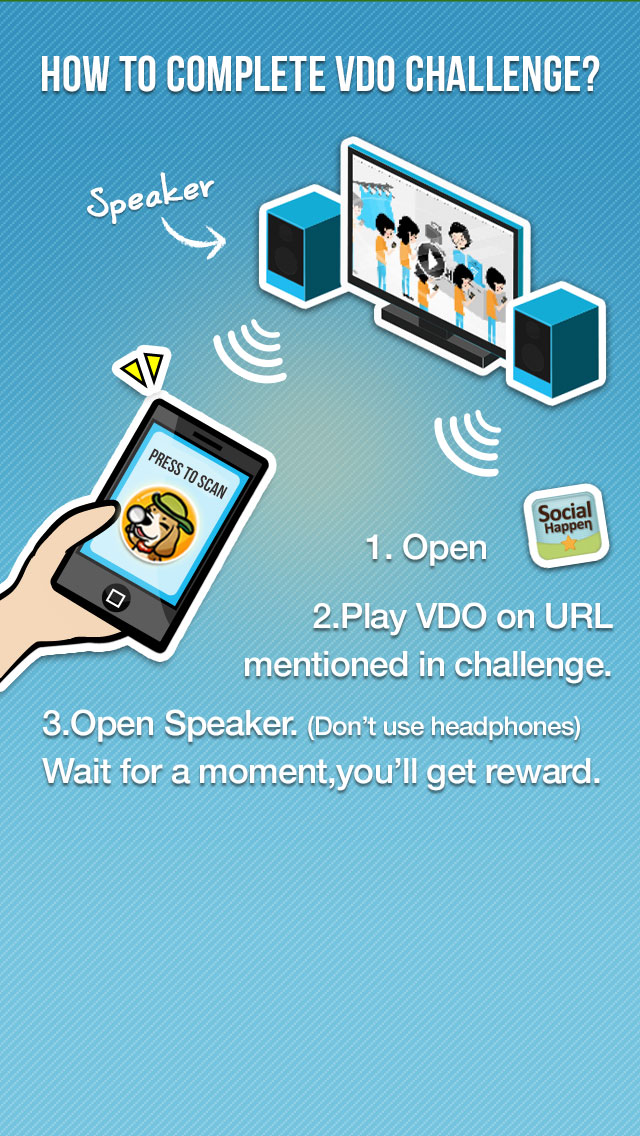 HOW TO COMPLETE VDO CHALLENGE?
Speaker
PRESS TO SCAN
Social
Happen
1. Open
2.Play VDO on URL
mentioned in challenge.
3.Open Speaker. (Don't use headphones)
Wait for a moment,you'll get reward.